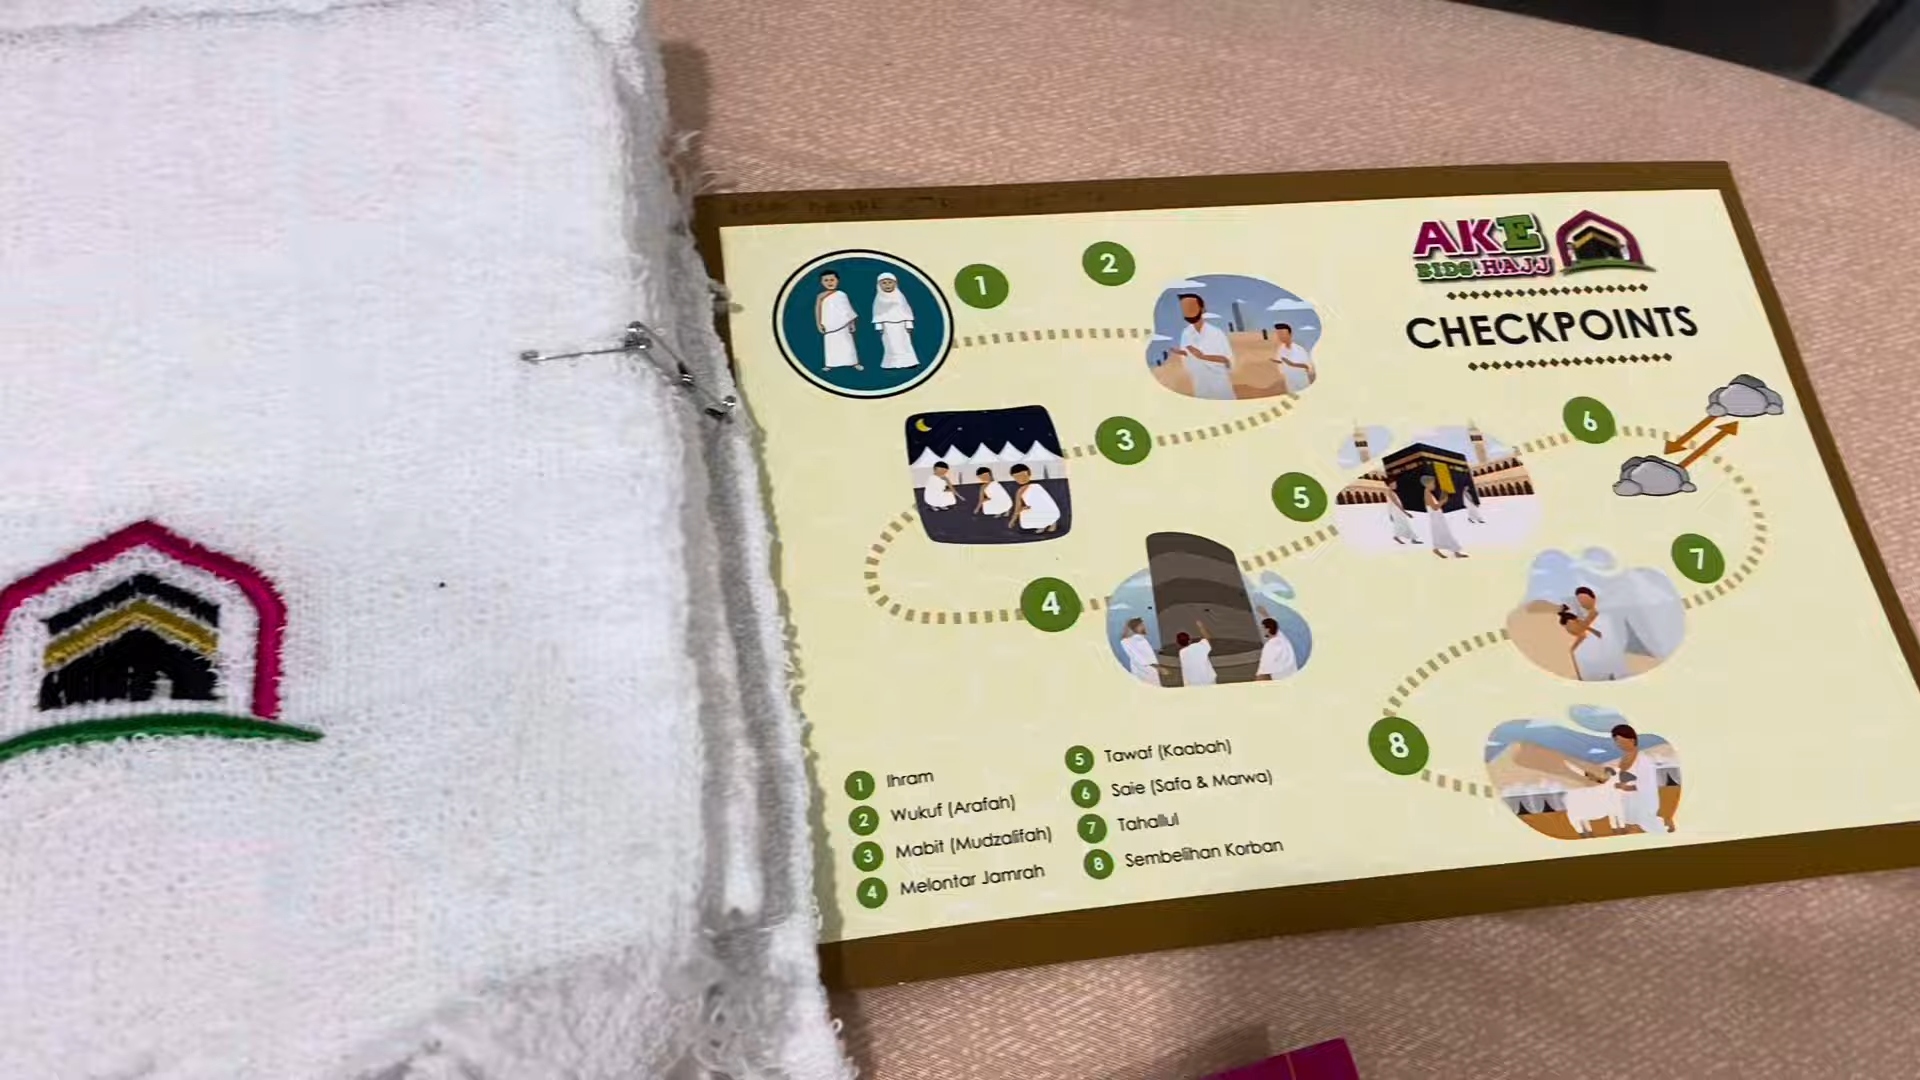 AKE
KIDS HAJJ
CHECKPOINTS
1
2
3
4
5
6
7
8
1 Ihram
2 Wukuf (Arafah)
3 Mabit (Mudzalifah)
4 Melontar Jamrah
5 Tawaf (Kaabah)
6 Saie (Safa & Marwa)
7 Tahallul
8 Sembelihan Korban